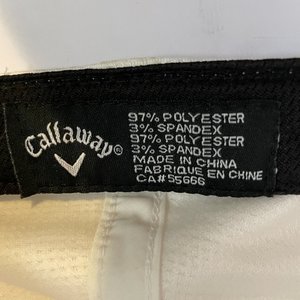 Callaway®
97% POLYESTER
3% SPANDEX
97% POLYESTER
3% SPANDEX
MADE IN CHINA
FABRIQUE EN CHINE
CA#55666